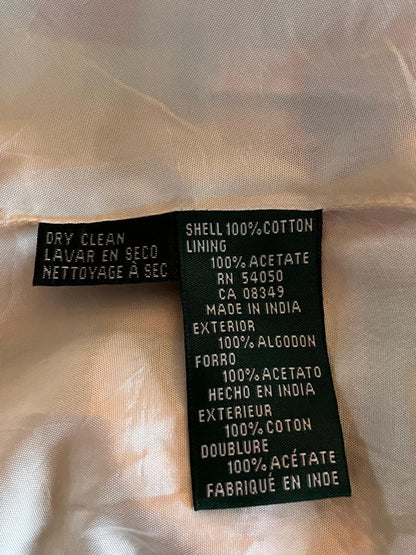 DRY CLEAN
LAVAR EN SECO
NETTOYAGE À SEC
SHELL 100% COTTON
LINING
100% ACETATE
RN 54050
CA 08349
MADE IN INDIA
EXTERIOR
100% ALGODON
FORRO
100% ACETATO
HECHO EN INDIA
EXTERIEUR
100% COTON
DOUBLURE
100% ACÉTATE
FABRIQUÉ EN INDE